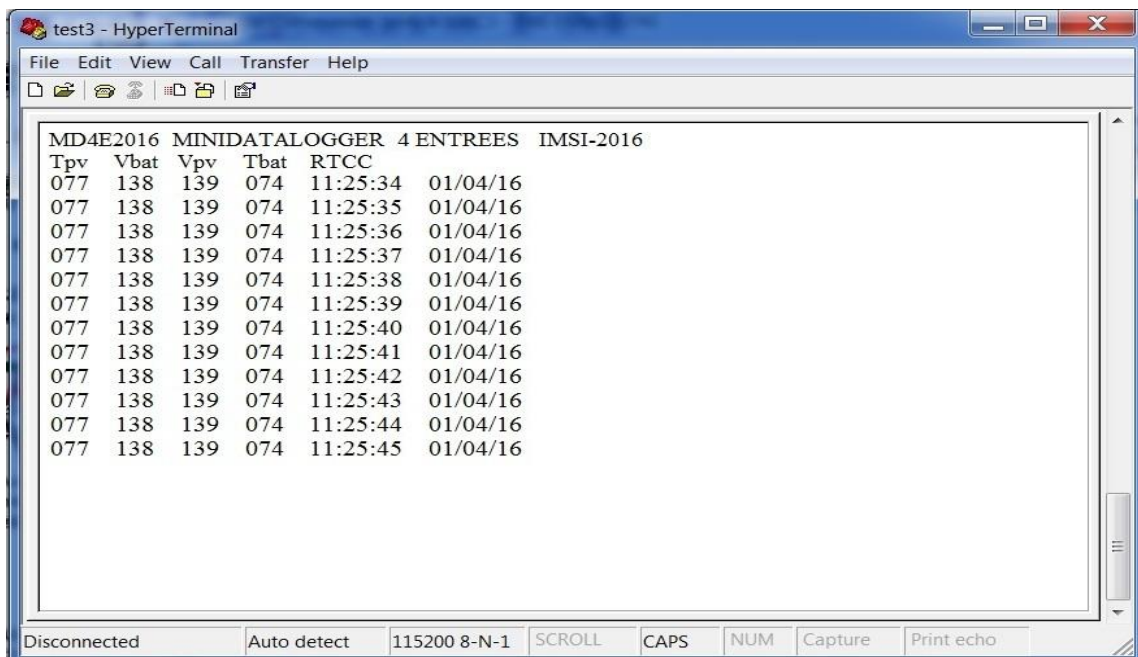 test3 - HyperTerminal
File Edit View Call Transfer Help
MD4E2016 MINIDATALOGGER 4 ENTREES IMSI-2016
Tpv Vbat Vpv Tbat RTCC
077 138 139 074 11:25:34 01/04/16
077 138 139 074 11:25:35 01/04/16
077 138 139 074 11:25:36 01/04/16
077 138 139 074 11:25:37 01/04/16
077 138 139 074 11:25:38 01/04/16
077 138 139 074 11:25:39 01/04/16
077 138 139 074 11:25:40 01/04/16
077 138 139 074 11:25:41 01/04/16
077 138 139 074 11:25:42 01/04/16
077 138 139 074 11:25:43 01/04/16
077 138 139 074 11:25:44 01/04/16
077 138 139 074 11:25:45 01/04/16
Disconnected Auto detect 115200 8-N-1 SCROLL CAPS NUM Capture Print echo